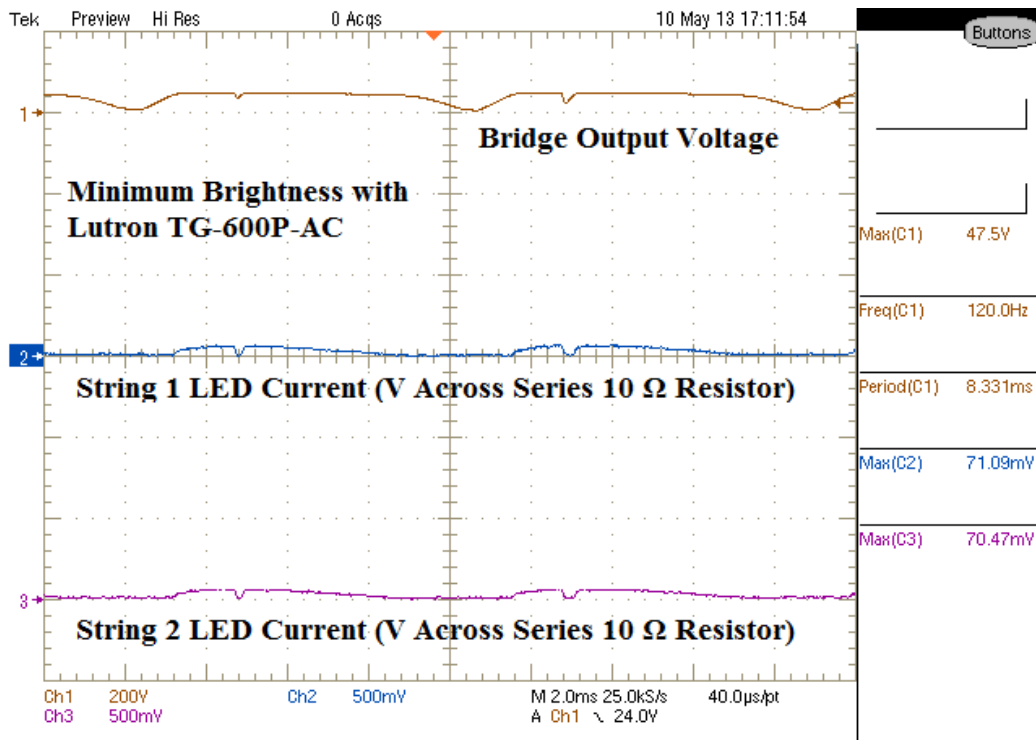 Tek Preview Hi Res 0 Acqs 10 May 13 17:11:54
Buttons
1
Bridge Output Voltage
Minimum Brightness with
Lutron TG-600P-AC
Max(C1) 47.5V
Freq(C1) 120.0Hz
2
String 1 LED Current (V Across Series 10 Ω Resistor)
Period(C1) 8.331ms
Max(C2) 71.09mV
Max(C3) 70.47mV
3
String 2 LED Current (V Across Series 10 Ω Resistor)
Ch1 200V Ch2 500mV M 2.0ms 25.0kS/s 40.0µs/pt
Ch3 500mV A Ch1 ∖ 24.0V